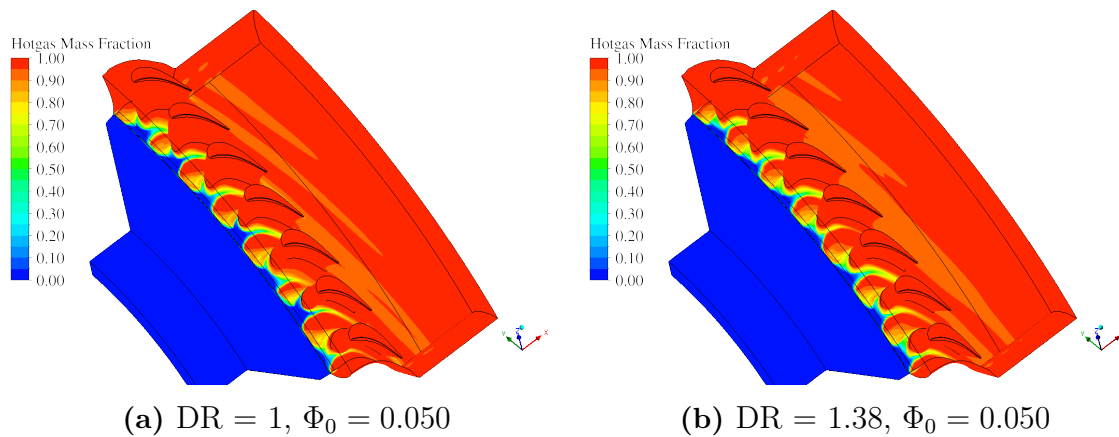 Hotgas Mass Fraction
1.00
0.90
0.80
0.70
0.60
0.50
0.40
0.30
0.20
0.10
0.00
Y
Z
X
(a) DR = 1, Φ₀ = 0.050
Hotgas Mass Fraction
1.00
0.90
0.80
0.70
0.60
0.50
0.40
0.30
0.20
0.10
0.00
Y
Z
(b) DR = 1.38, Φ₀ = 0.050